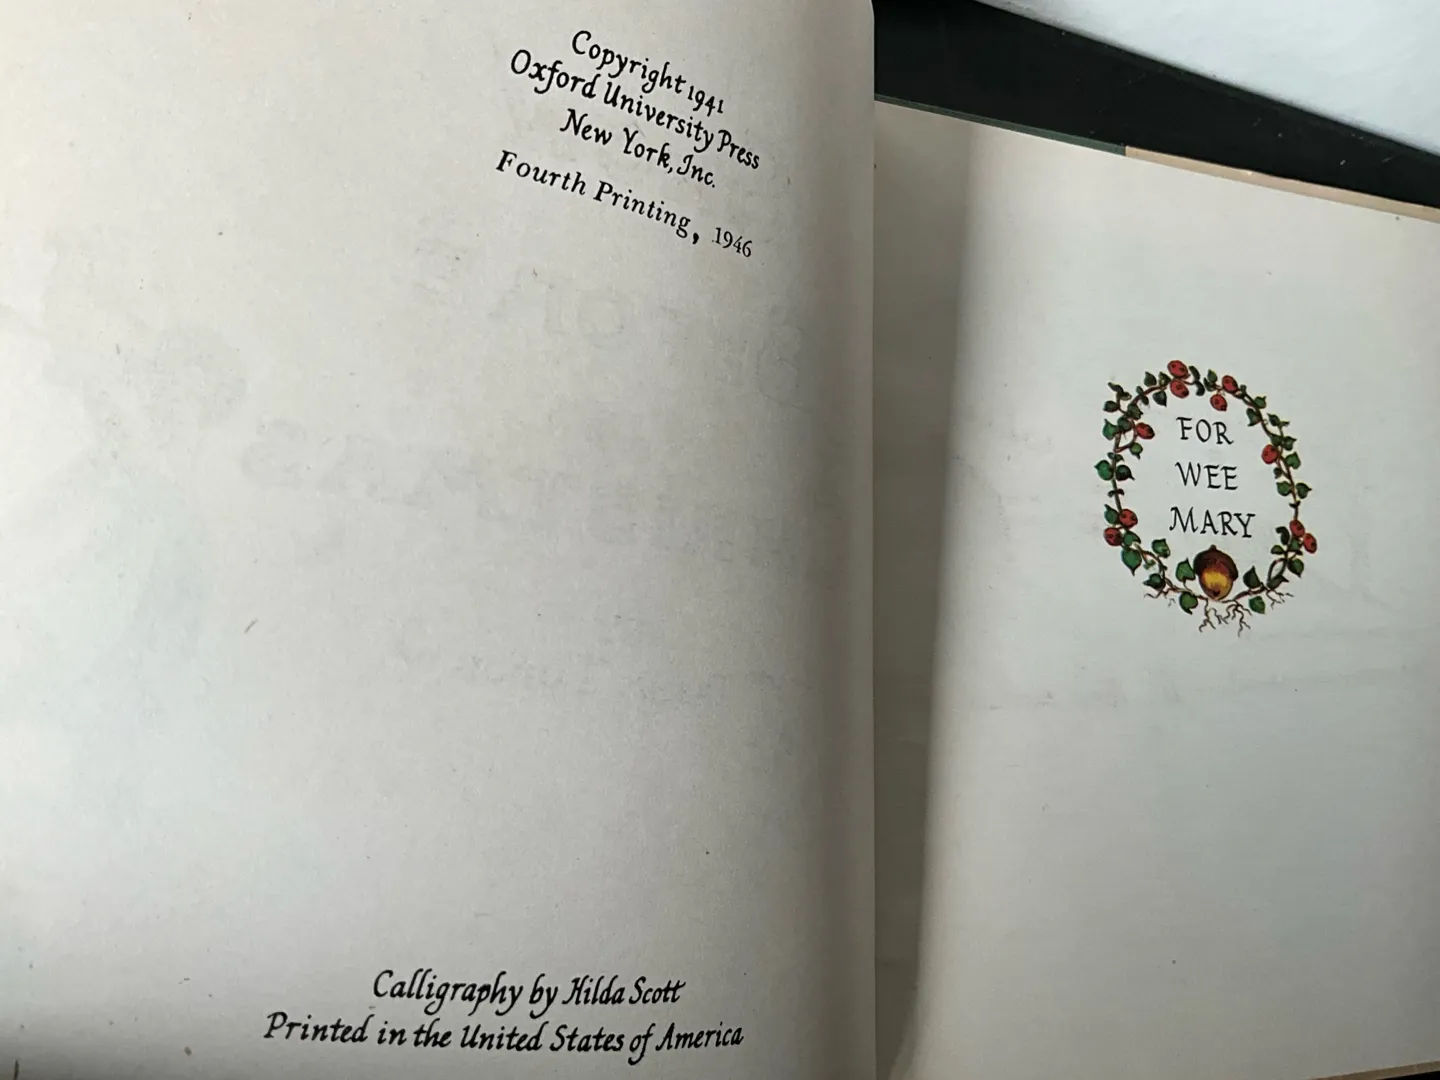 Copyright 1941
Oxford University Press
New York, Inc.
Fourth Printing, 1946
Calligraphy by Hilda Scott
Printed in the United States of America
FOR
WEE
MARY